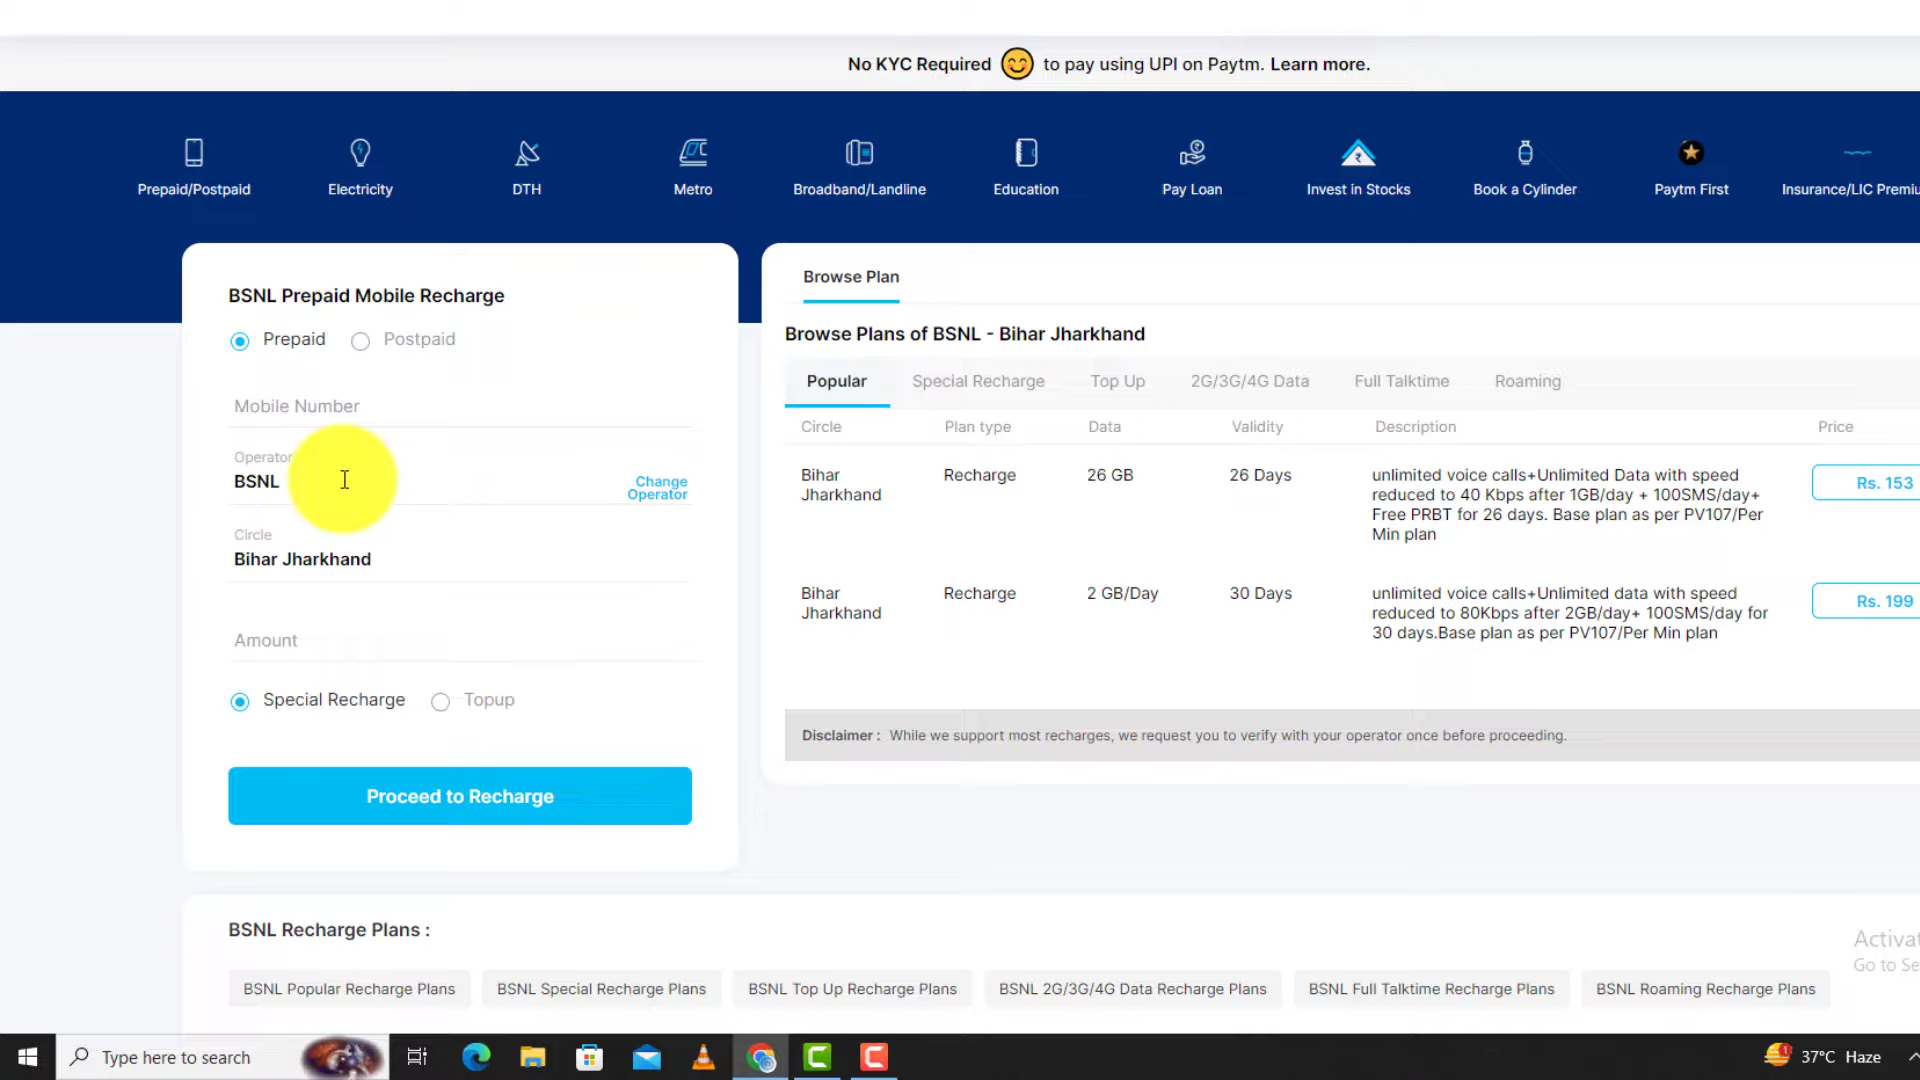 No KYC Required to pay using UPI on Paytm. Learn more.
Prepaid/Postpaid Electricity DTH Metro Broadband/Landline Education Pay Loan Invest in Stocks Book a Cylinder Paytm First Insurance/LIC Premiu
BSNL Prepaid Mobile Recharge
Prepaid Postpaid
Mobile Number
Operator
BSNL
Change
Operator
Circle
Bihar Jharkhand
Amount
Special Recharge Topup
Proceed to Recharge
Browse Plan
Browse Plans of BSNL - Bihar Jharkhand
Popular Special Recharge Top Up 2G/3G/4G Data Full Talktime Roaming
Circle Plan type Data Validity Description Price
Bihar
Jharkhand
Recharge
26 GB
26 Days
unlimited voice calls+Unlimited Data with speed
reduced to 40 Kbps after 1GB/day + 100SMS/day+
Free PRBT for 26 days. Base plan as per PV107/Per
Min plan
Rs. 153
Bihar
Jharkhand
Recharge
2 GB/Day
30 Days
unlimited voice calls+Unlimited data with speed
reduced to 80Kbps after 2GB/day+ 100SMS/day for
30 days.Base plan as per PV107/Per Min plan
Rs. 199
Disclaimer : While we support most recharges, we request you to verify with your operator once before proceeding.
BSNL Recharge Plans :
BSNL Popular Recharge Plans BSNL Special Recharge Plans BSNL Top Up Recharge Plans BSNL 2G/3G/4G Data Recharge Plans BSNL Full Talktime Recharge Plans BSNL Roaming Recharge Plans
Activat
Go to Se
Type here to search
1
37°C Haze